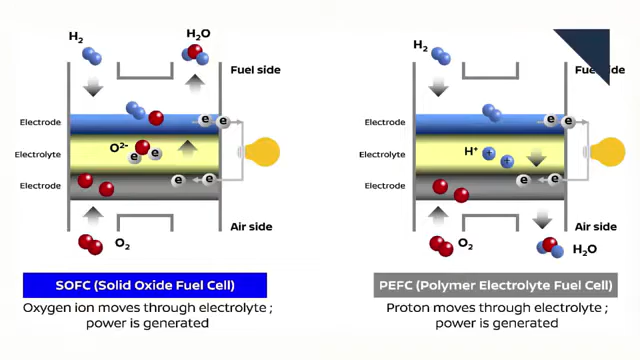 H2
H2O
Fuel side
Electrode
e
e
Electrolyte
O2-
e
e
Electrode
e
e
Air side
O2
SOFC (Solid Oxide Fuel Cell)
Oxygen ion moves through electrolyte ;
power is generated
H2
Fuel side
Electrode
e
e
Electrolyte
H+
+
+
Electrode
e
e
Air side
O2
H2O
PEFC (Polymer Electrolyte Fuel Cell)
Proton moves through electrolyte ;
power is generated